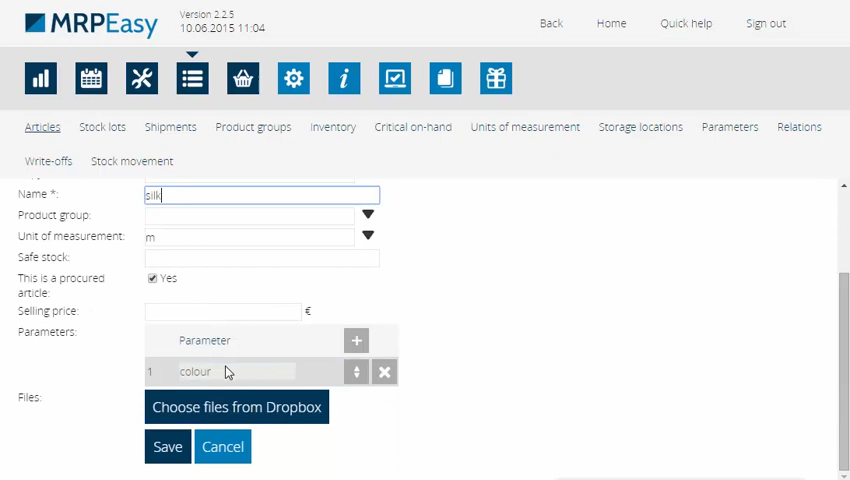 MRPEasy
Version 2.2.5
10.06.2015 11:04
Back Home Quick help Sign out
Articles Stock lots Shipments Product groups Inventory Critical on-hand Units of measurement Storage locations Parameters Relations
Write-offs Stock movement
Name *: silk
Product group:
Unit of measurement: m
Safe stock:
This is a procured article: Yes
Selling price: €
Parameters: Parameter +
1 colour
Files: Choose files from Dropbox
Save Cancel